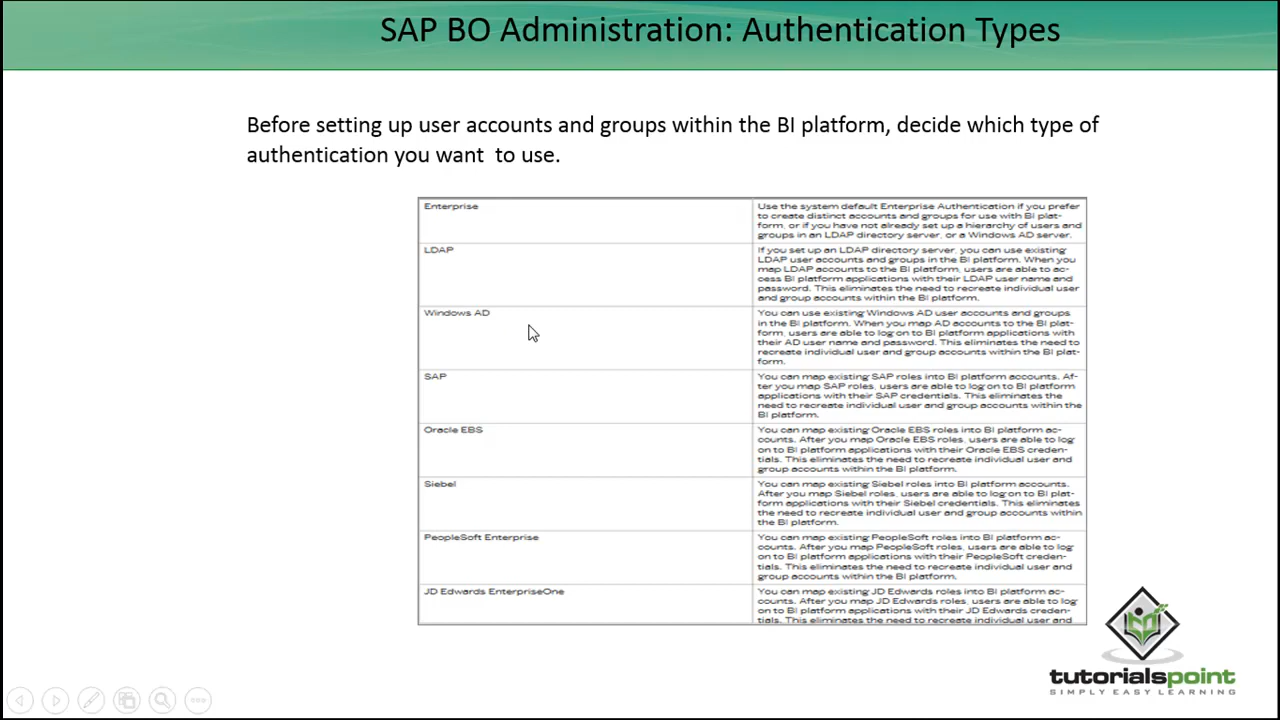 SAP BO Administration: Authentication Types
Before setting up user accounts and groups within the BI platform, decide which type of
authentication you want to use.
Enterprise
Use the system default Enterprise Authentication if you prefer
to create distinct accounts and groups for use with BI plat-
form, or if you have not already set up a hierarchy of users and
groups in an LDAP directory server, or a Windows AD server.
LDAP
If you set up an LDAP directory server, you can use existing
LDAP user accounts and groups in the BI platform. When you
map LDAP accounts to the BI platform, users are able to ac-
cess BI platform applications with their LDAP user name and
password. This eliminates the need to recreate individual user
and group accounts within the BI platform.
Windows AD
You can use existing Windows AD user accounts and groups
in the BI platform. When you map AD accounts to the BI plat-
form, users are able to log on to BI platform applications with
their AD user name and password. This eliminates the need to
recreate individual user and group accounts within the BI plat-
form.
SAP
You can map existing SAP roles into BI platform accounts. Af-
ter you map SAP roles, users are able to log on to BI platform
applications with their SAP credentials. This eliminates the
need to recreate individual user and group accounts within the
BI platform.
Oracle EBS
You can map existing Oracle EBS roles into BI platform ac-
counts. After you map Oracle EBS roles, users are able to log
on to BI platform applications with their Oracle EBS creden-
tials. This eliminates the need to recreate individual user and
group accounts within the BI platform.
Siebel
You can map existing Siebel roles into BI platform accounts.
After you map Siebel roles, users are able to log on to BI plat-
form applications with their Siebel credentials. This eliminates
the need to recreate individual user and group accounts within
the BI platform.
PeopleSoft Enterprise
You can map existing PeopleSoft roles into BI platform ac-
counts. After you map PeopleSoft roles, users are able to log
on to BI platform applications with their PeopleSoft creden-
tials. This eliminates the need to recreate individual user and
group accounts within the BI platform.
JD Edwards EnterpriseOne
You can map existing JD Edwards roles into BI platform ac-
counts. After you map JD Edwards roles, users are able to log
on to BI platform applications with their JD Edwards creden-
tials. This eliminates the need to recreate individual user and
tutorialspoint
SIMPLY EASY LEARNING